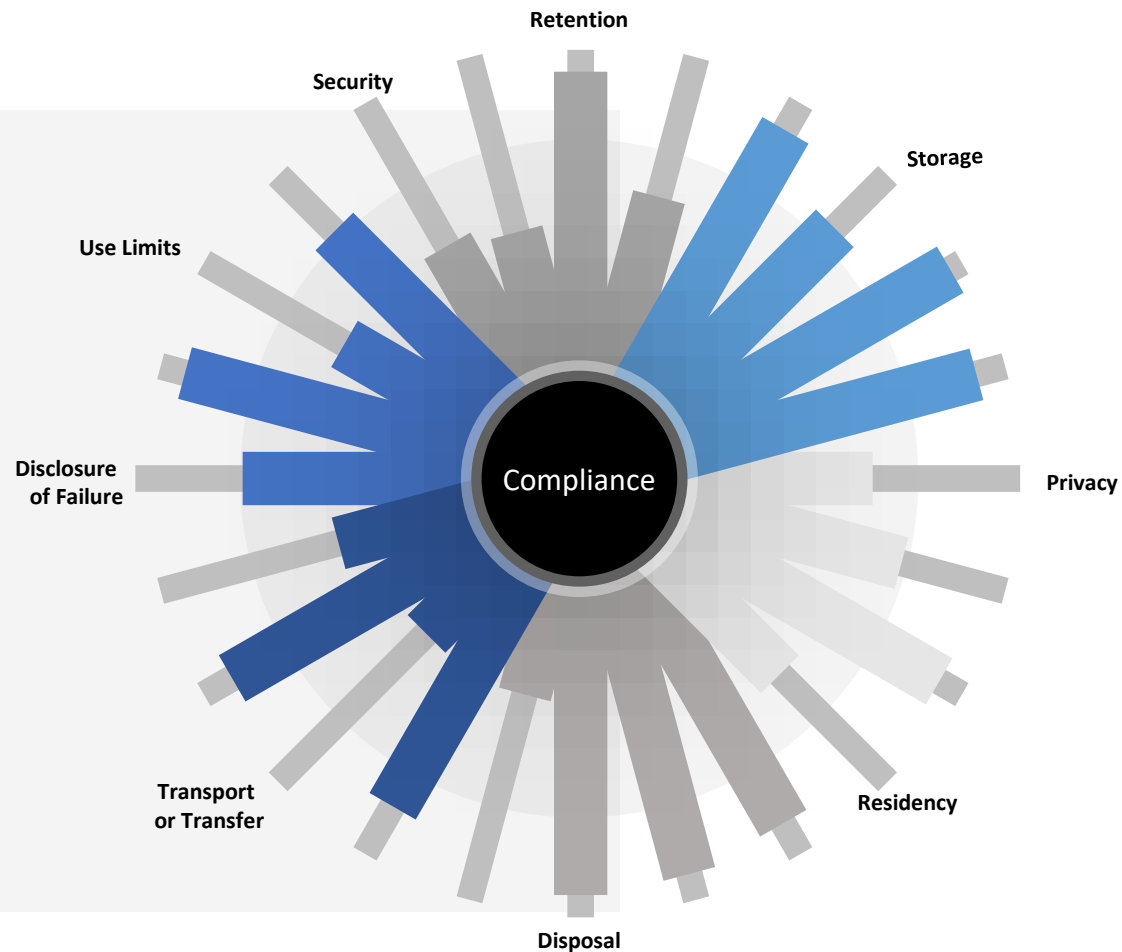 Retention
Security
Storage
Use Limits
Disclosure
of Failure
Compliance
Privacy
Transport
or Transfer
Residency
Disposal